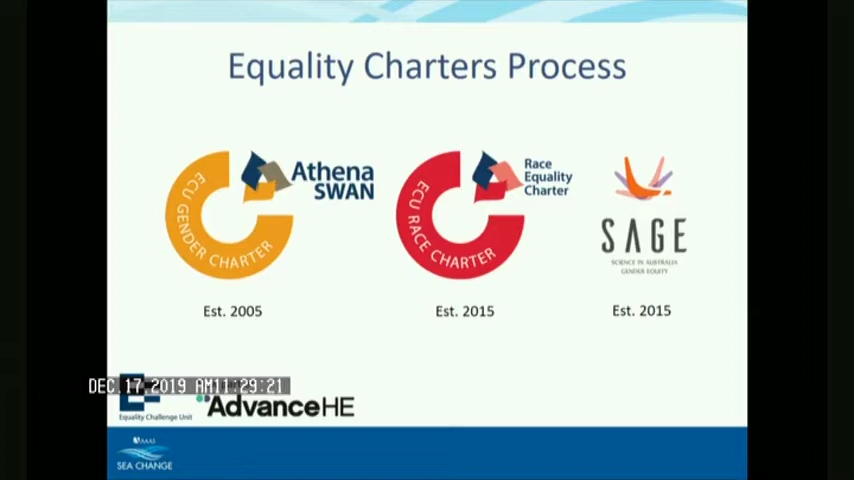 Equality Charters Process
Athena
SWAN
ECU GENDER CHARTER
Race
Equality
Charter
ECU RACE CHARTER
SAGE
SCIENCE IN AUSTRALIA
GENDER EQUITY
Est. 2005
Est. 2015
Est. 2015
DEC.17.2019 AM11:29:21
Equality Challenge Unit
AdvanceHE
AAAS
SEA CHANGE